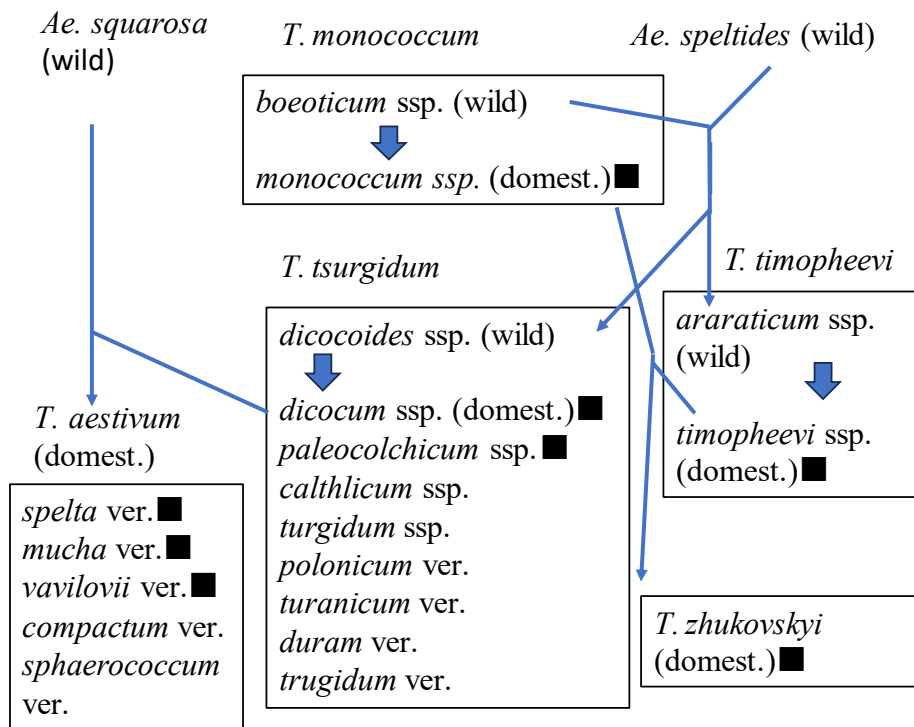 Ae. squarosa
(wild)
T. monococcum
Ae. speltides (wild)
boeoticum ssp. (wild)
monococcum ssp. (domest.)■
T. tsurgidum
T. timopheevi
dicocoides ssp. (wild)
dicocum ssp. (domest.)■
paleocolchicum ssp.■
calthlicum ssp.
turgidum ssp.
polonicum ver.
turanicum ver.
duram ver.
trugidum ver.
araraticum ssp.
(wild)
timopheevi ssp.
(domest.)■
T. aestivum
(domest.)
spelta ver.■
mucha ver.■
vavilovii ver.■
compactum ver.
sphaerococcum
ver.
T. zhukovskyi
(domest.)■